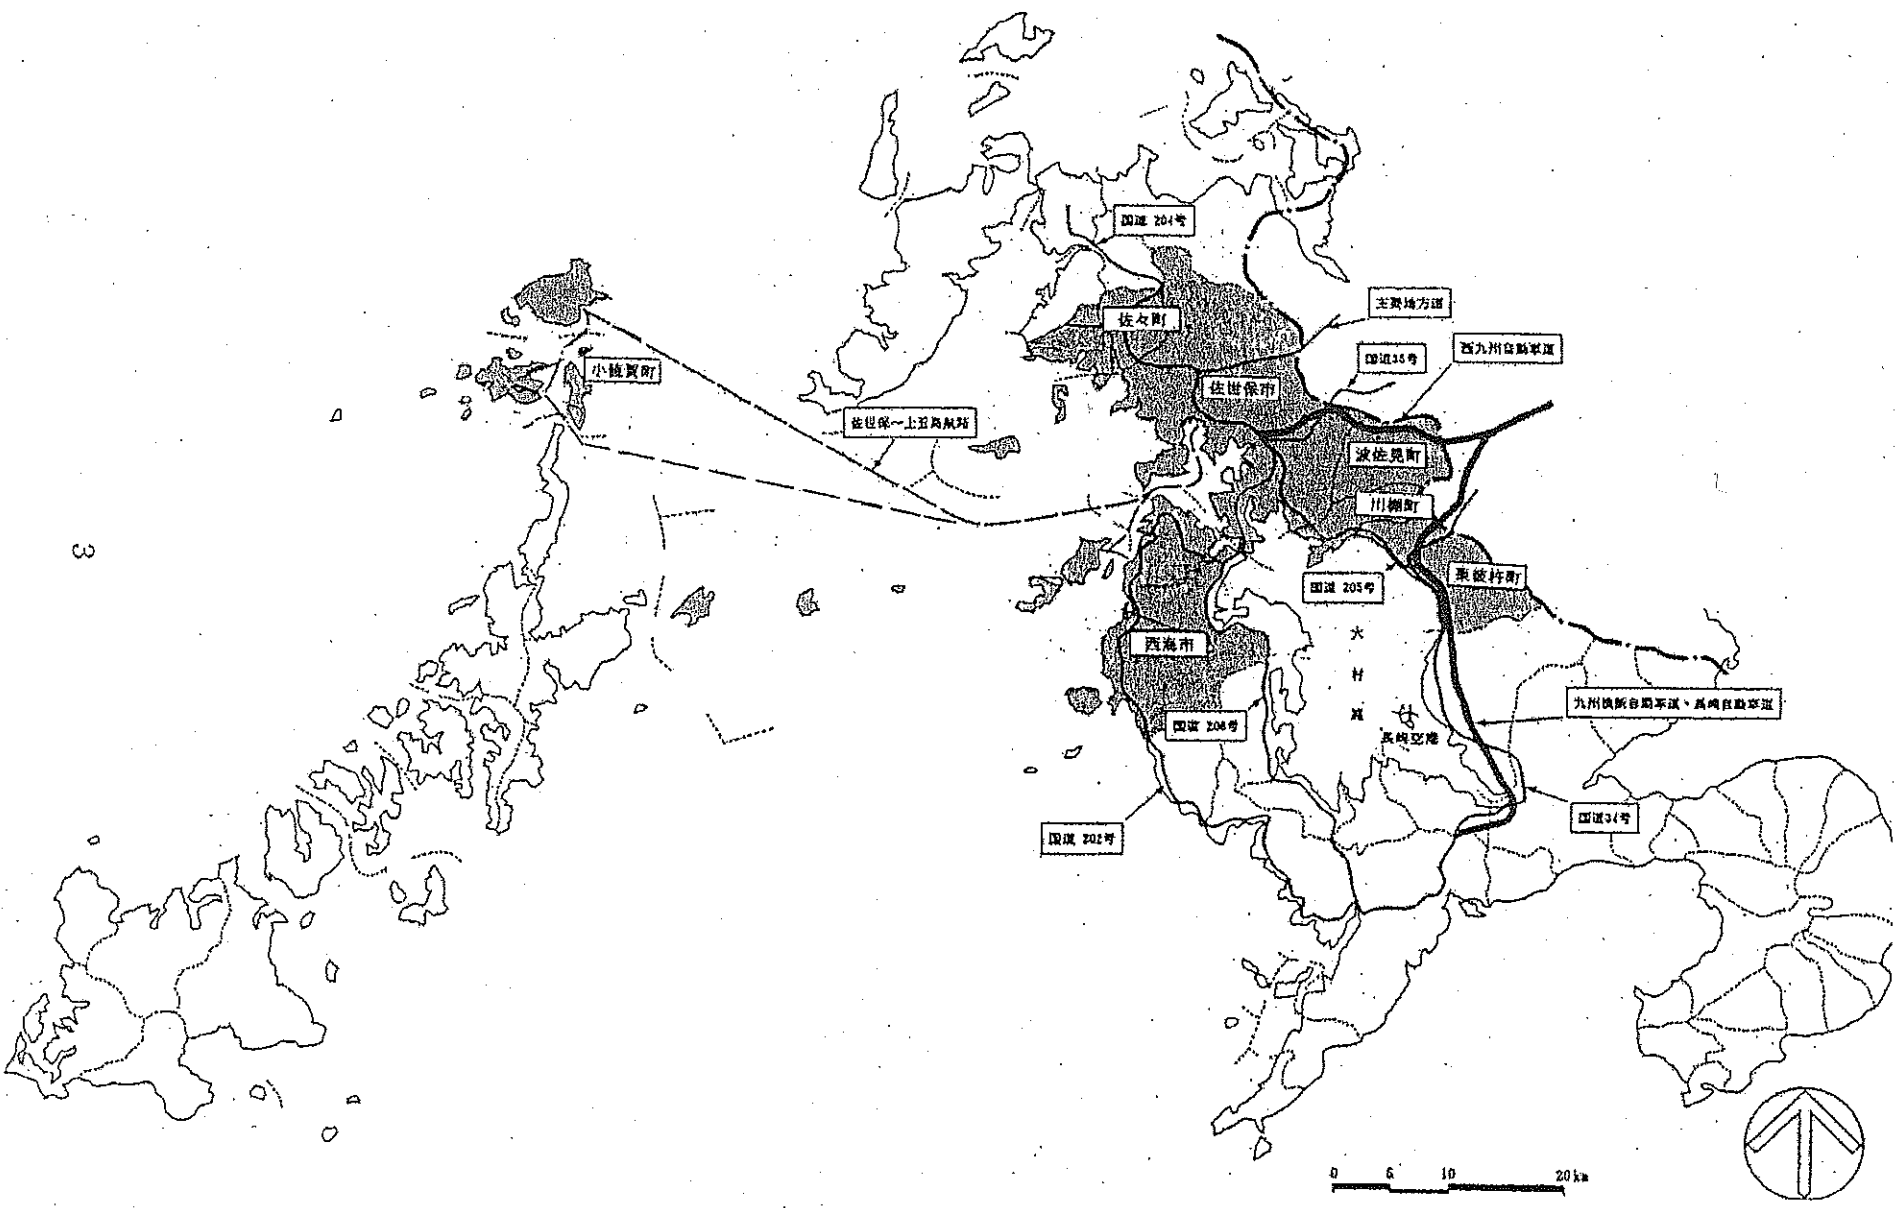 国道 204号
主要地方道
佐々町
西九州自動車道
国道35号
小値賀町
佐世保市
佐世保～上五島航路
波佐見町
川棚町
3
東彼杵町
国道 205号
大村湾
西海市
九州横断自動車道・長崎自動車道
国道 206号
長崎空港
国道34号
国道 202号
0 5 10 20km